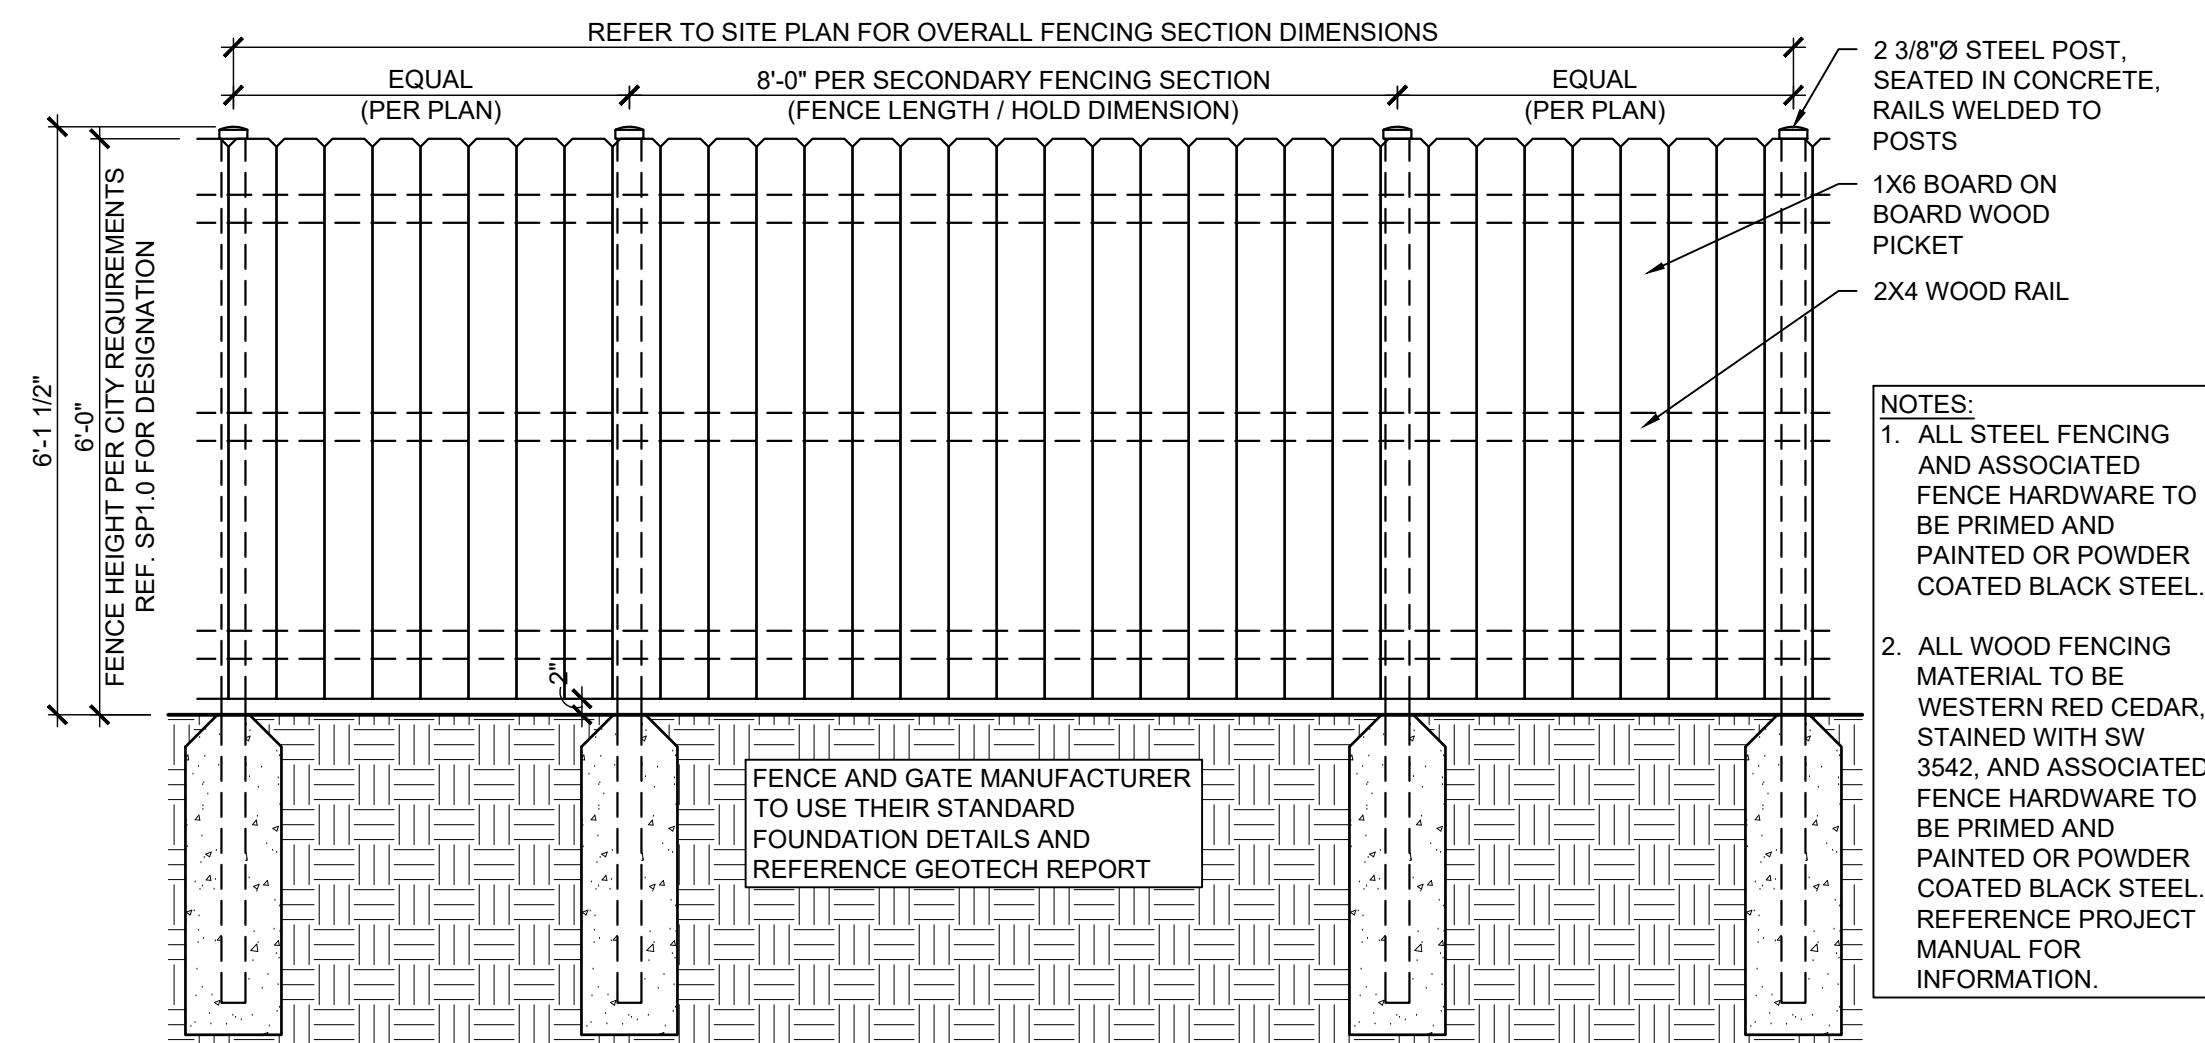 REFER TO SITE PLAN FOR OVERALL FENCING SECTION DIMENSIONS
EQUAL
(PER PLAN)
8'-0" PER SECONDARY FENCING SECTION
(FENCE LENGTH / HOLD DIMENSION)
EQUAL
(PER PLAN)
2 3/8"Ø STEEL POST,
SEATED IN CONCRETE,
RAILS WELDED TO
POSTS
1X6 BOARD ON
BOARD WOOD
PICKET
2X4 WOOD RAIL
6'-1 1/2"
6'-0"
FENCE HEIGHT PER CITY REQUIREMENTS
REF. SP1.0 FOR DESIGNATION
2"
FENCE AND GATE MANUFACTURER
TO USE THEIR STANDARD
FOUNDATION DETAILS AND
REFERENCE GEOTECH REPORT
NOTES:
1. ALL STEEL FENCING
AND ASSOCIATED
FENCE HARDWARE TO
BE PRIMED AND
PAINTED OR POWDER
COATED BLACK STEEL.
2. ALL WOOD FENCING
MATERIAL TO BE
WESTERN RED CEDAR,
STAINED WITH SW
3542, AND ASSOCIATED
FENCE HARDWARE TO
BE PRIMED AND
PAINTED OR POWDER
COATED BLACK STEEL.
REFERENCE PROJECT
MANUAL FOR
INFORMATION.